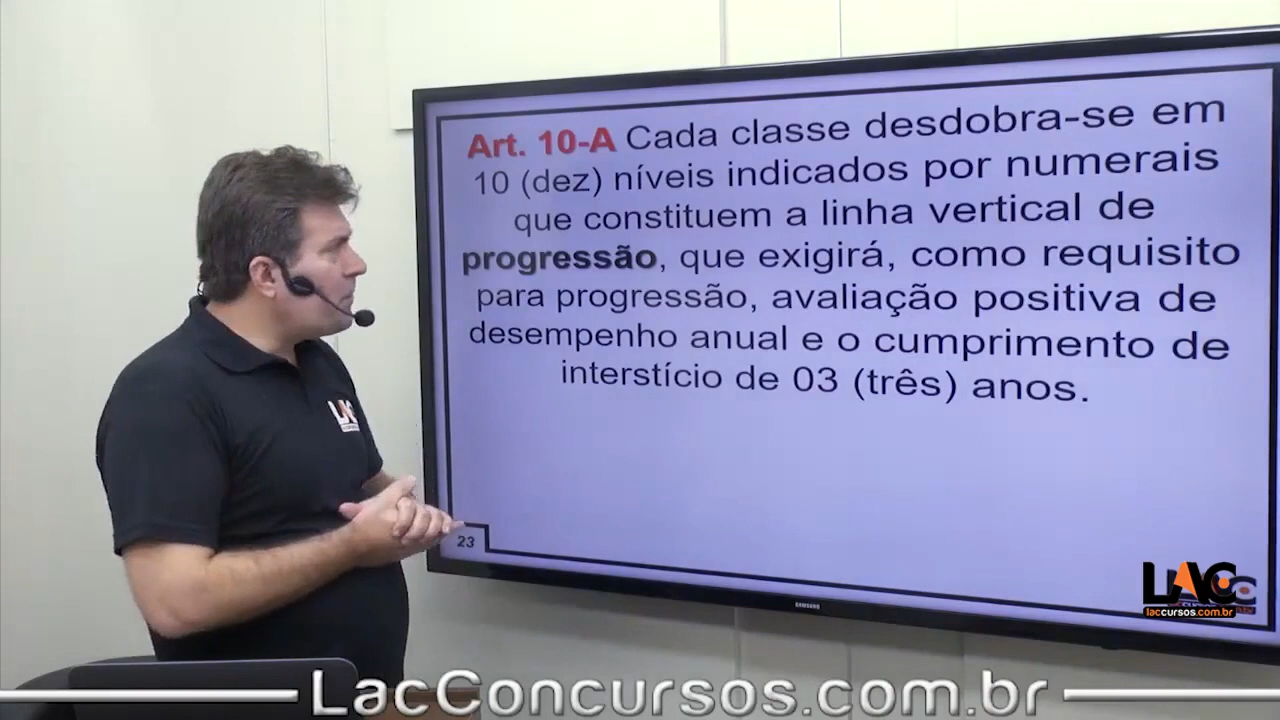 Art. 10-A Cada classe desdobra-se em
10 (dez) níveis indicados por numerais
que constituem a linha vertical de
progressão, que exigirá, como requisito
para progressão, avaliação positiva de
desempenho anual e o cumprimento de
interstício de 03 (três) anos.
LAC
23
SAMSUNG
LAC
laccursos.com.br
LacConcursos.com.br